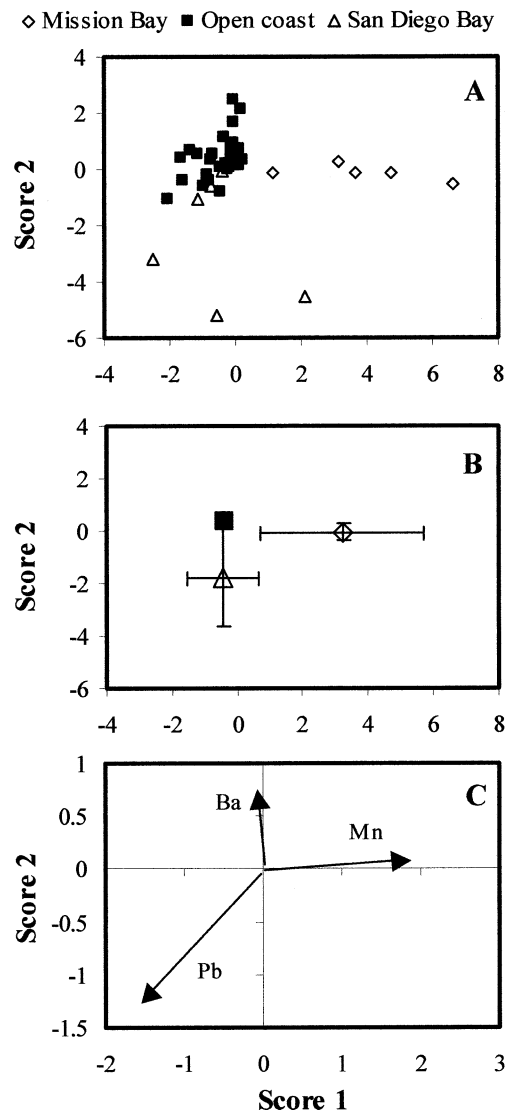 ◇ Mission Bay ■ Open coast △ San Diego Bay
A
4
2
0
-2
-4
-6
Score 2
-4 -2 0 2 4 6 8
B
4
2
0
-2
-4
-6
Score 2
-4 -2 0 2 4 6 8
C
1
0.5
0
-0.5
-1
-1.5
Score 2
Ba
Mn
Pb
-2 -1 0 1 2 3
Score 1